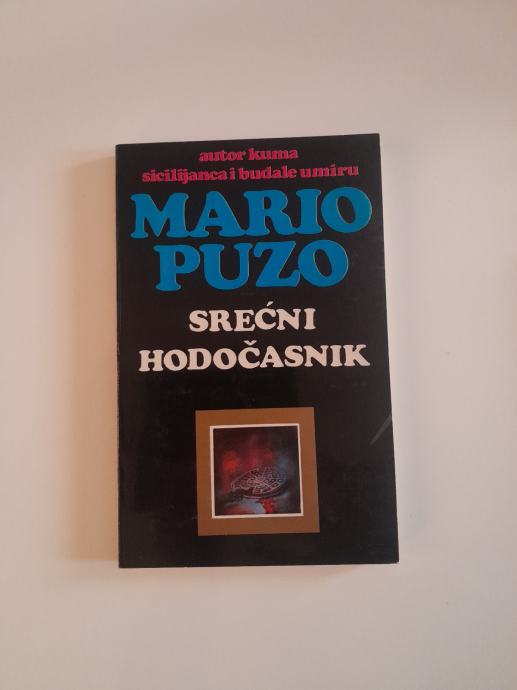 autor kuma
sicilijanca i budale umiru
MARIO
PUZO
SREĆNI
HODOČASNIK